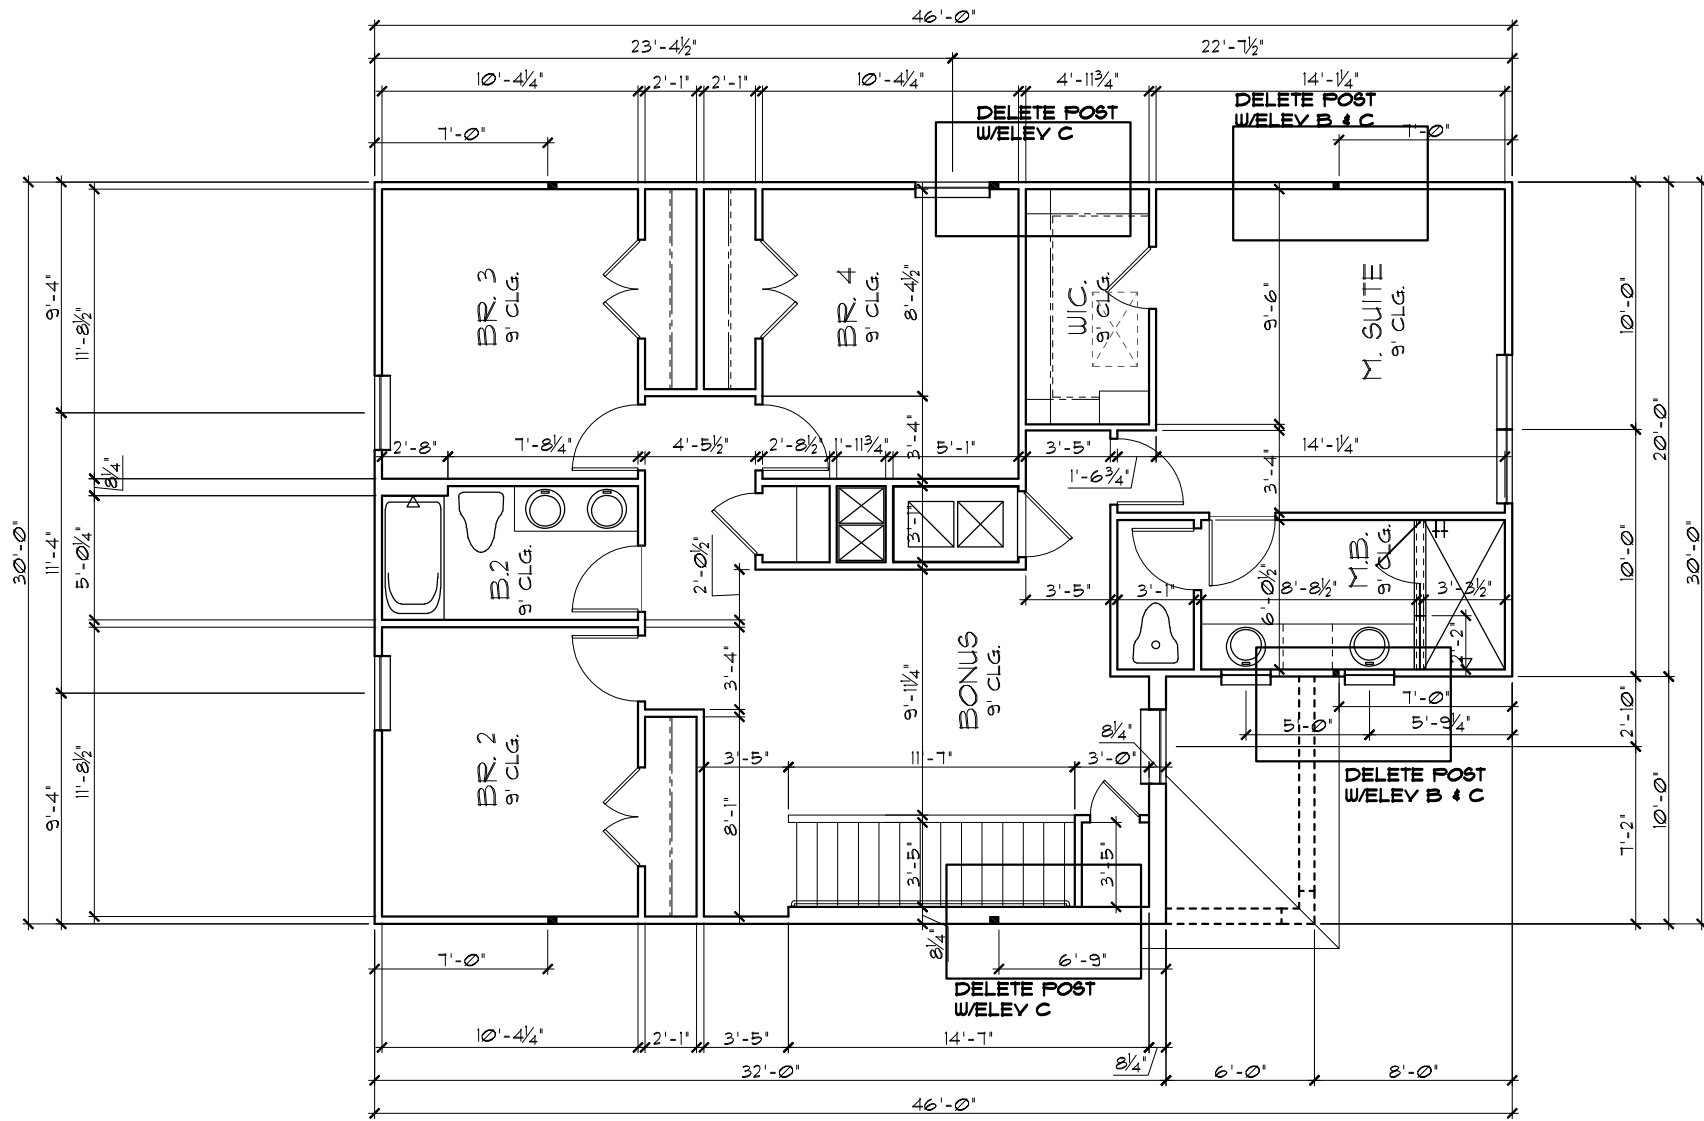 46'-0"
23'-4½"
22'-7½"
10'-4¼"
2'-1"
2'-1"
10'-4¼"
4'-11¾"
14'-1¼"
DELETE POST
W/ELEV C
DELETE POST
W/ELEV B & C
7'-0"
7'-0"
9'-4"
11'-8½"
BR. 3
9' CLG.
BR. 4
9' CLG.
8'-4½"
WIC.
9' CLG.
9'-6"
M. SUITE
9' CLG.
10'-0"
20'-0"
2'-8"
7'-8¼"
4'-5½"
2'-8½"
1'-11¾"
3'-4"
5'-1"
3'-5"
14'-1¼"
8¼"
1'-6¾"
3'-4"
30'-0"
11'-4"
5'-0¼"
B.2
9' CLG.
2'-0½"
3'-1"
M.B.
9' CLG.
10'-0"
30'-0"
3'-5"
3'-1"
6'-0½"
8'-8½"
3'-3½"
3'-4"
BONUS
9' CLG.
9'-11¼"
7'-0"
5'-0"
5'-9¼"
2'-10"
8¼"
9'-4"
11'-8½"
BR. 2
9' CLG.
3'-5"
11'-7"
3'-0"
8'-1"
DELETE POST
W/ELEV B & C
7'-2"
10'-0"
3'-5"
3'-5"
8¼"
7'-0"
6'-9"
DELETE POST
W/ELEV C
10'-4¼"
2'-1"
3'-5"
14'-7"
8¼"
32'-0"
6'-0"
8'-0"
46'-0"